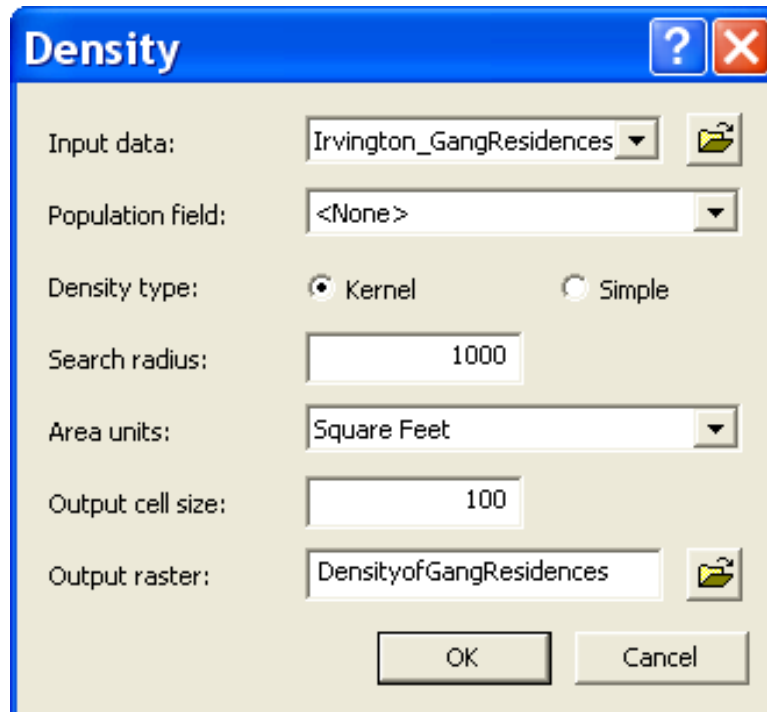 Density
Input data: Irvington_GangResidences
Population field: <None>
Density type: Kernel Simple
Search radius: 1000
Area units: Square Feet
Output cell size: 100
Output raster: DensityofGangResidences
OK Cancel